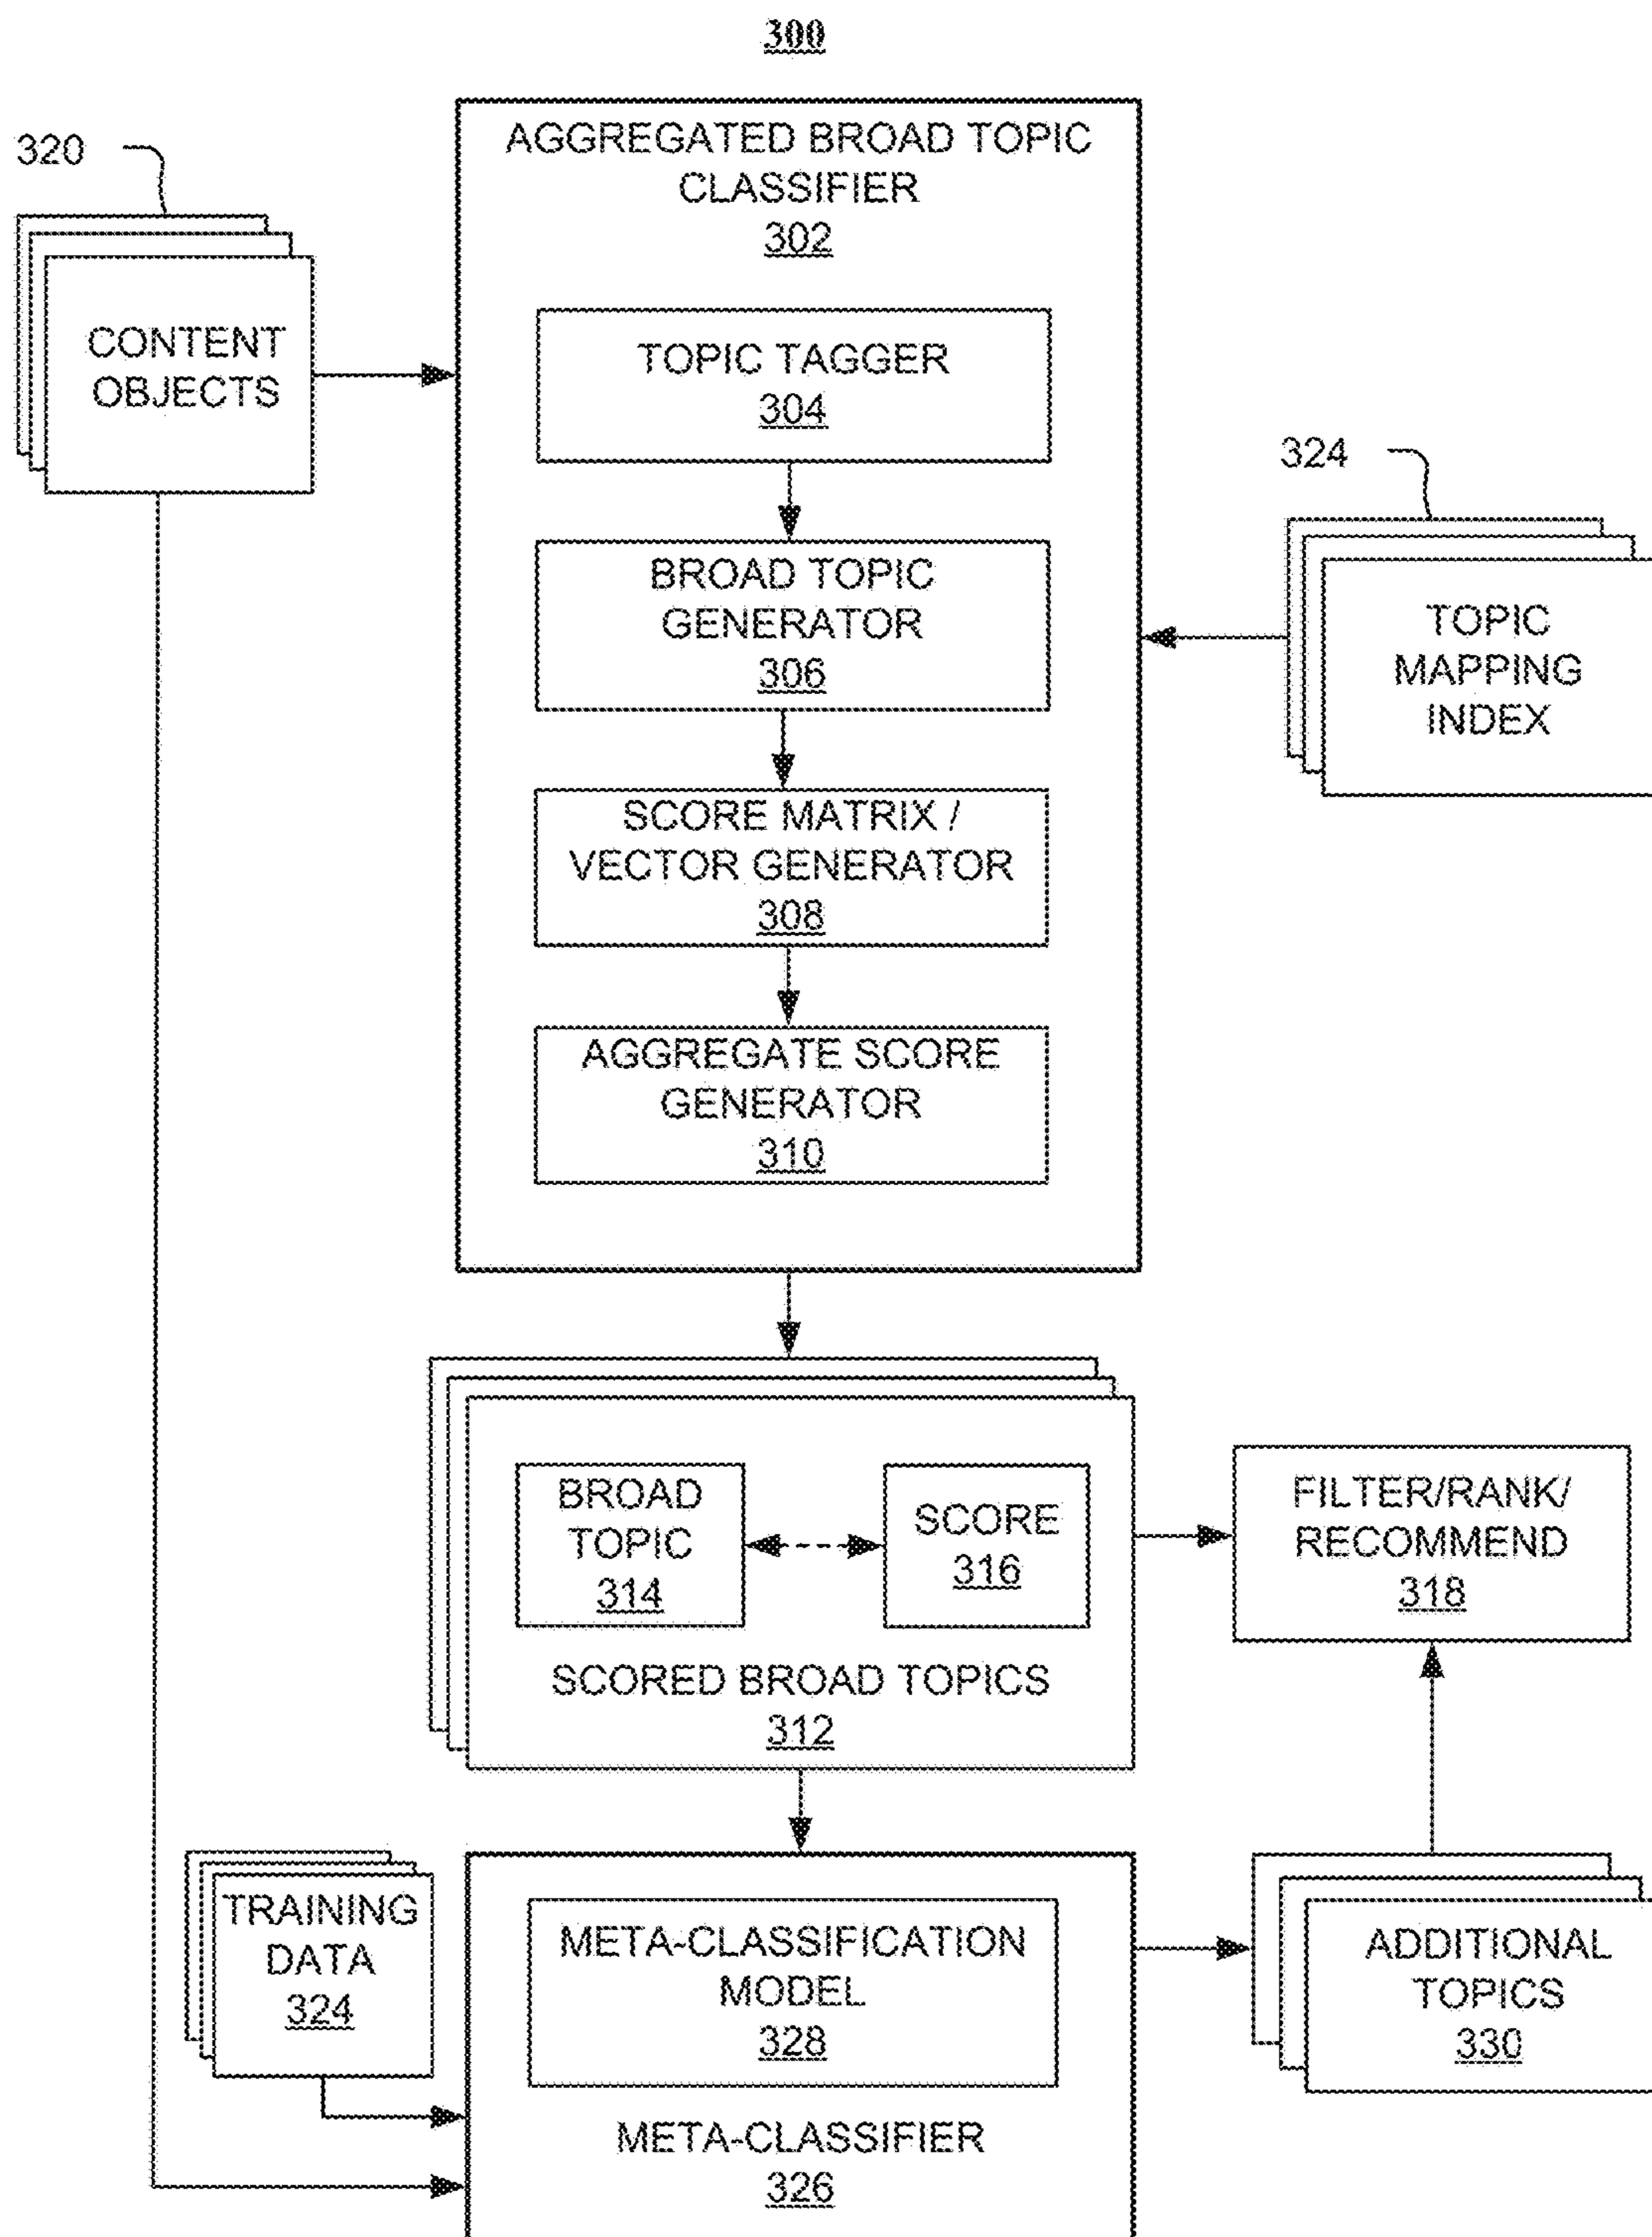 300
320
AGGREGATED BROAD TOPIC
CLASSIFIER
302
CONTENT
OBJECTS
TOPIC TAGGER
304
324
BROAD TOPIC
GENERATOR
306
TOPIC
MAPPING
INDEX
SCORE MATRIX /
VECTOR GENERATOR
308
AGGREGATE SCORE
GENERATOR
310
BROAD
TOPIC
314
SCORE
316
SCORED BROAD TOPICS
312
FILTER/RANK/
RECOMMEND
318
TRAINING
DATA
324
META-CLASSIFICATION
MODEL
328
META-CLASSIFIER
326
ADDITIONAL
TOPICS
330